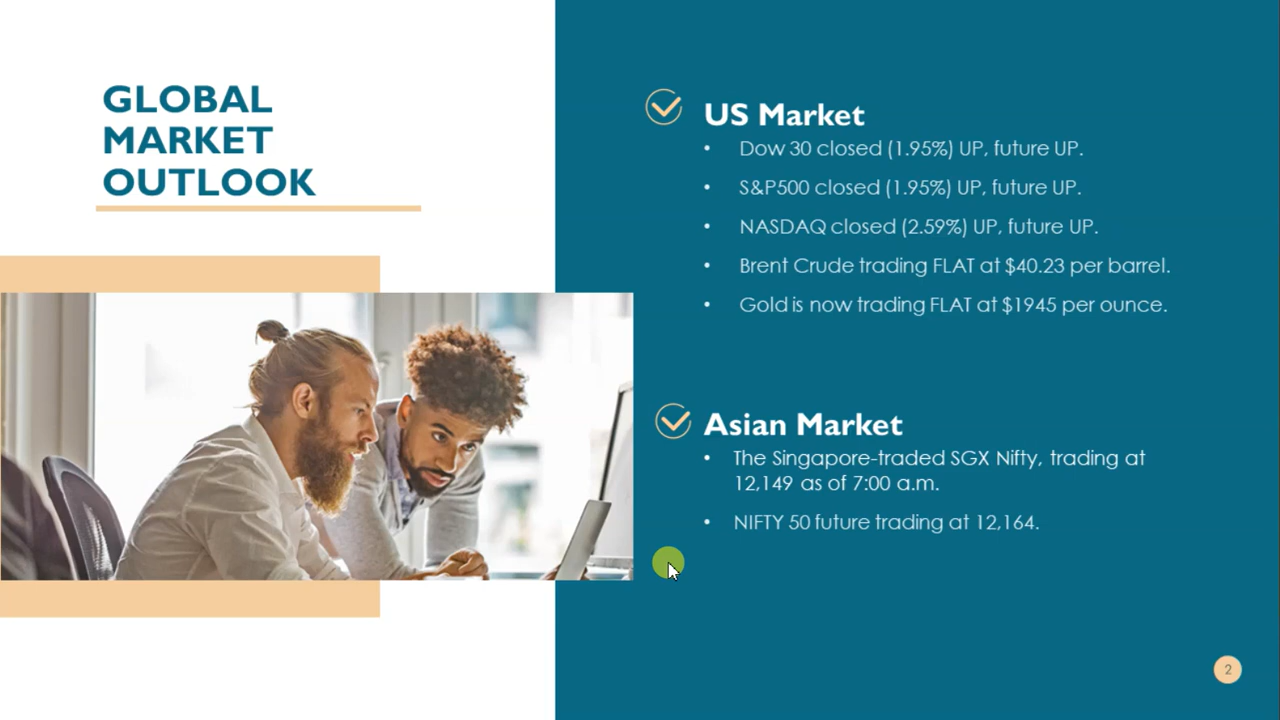 GLOBAL
MARKET
OUTLOOK
US Market
• Dow 30 closed (1.95%) UP, future UP.
• S&P500 closed (1.95%) UP, future UP.
• NASDAQ closed (2.59%) UP, future UP.
• Brent Crude trading FLAT at $40.23 per barrel.
• Gold is now trading FLAT at $1945 per ounce.
Asian Market
• The Singapore-traded SGX Nifty, trading at
12,149 as of 7:00 a.m.
• NIFTY 50 future trading at 12,164.
2